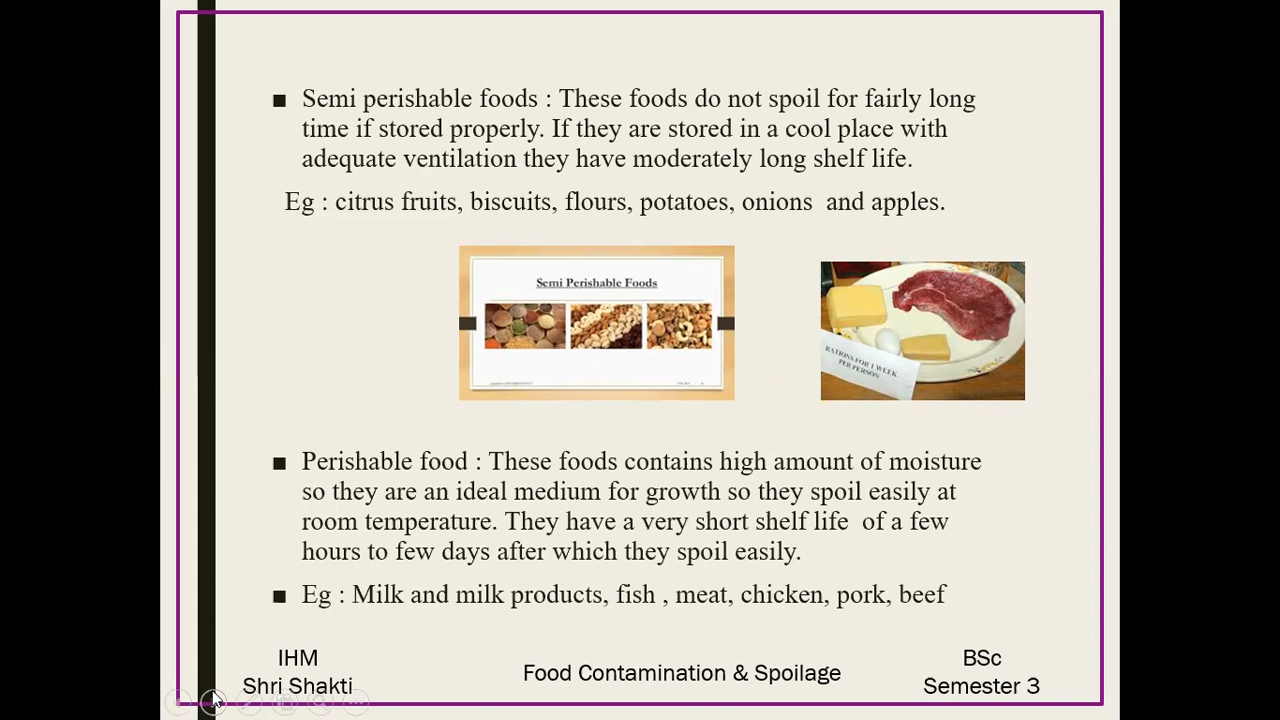 ■ Semi perishable foods : These foods do not spoil for fairly long
time if stored properly. If they are stored in a cool place with
adequate ventilation they have moderately long shelf life.
Eg : citrus fruits, biscuits, flours, potatoes, onions  and apples.
Semi Perishable Foods
RATIONS FOR 1 WEEK
PER PERSON
■ Perishable food : These foods contains high amount of moisture
so they are an ideal medium for growth so they spoil easily at
room temperature. They have a very short shelf life  of a few
hours to few days after which they spoil easily.
■ Eg : Milk and milk products, fish , meat, chicken, pork, beef
IHM
Shri Shakti
Food Contamination & Spoilage
BSc
Semester 3